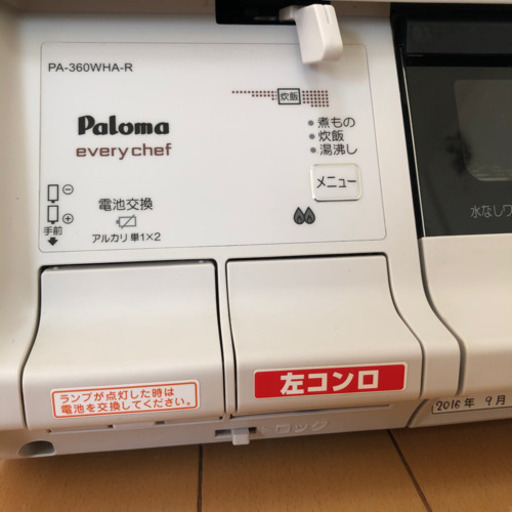 PA-360WHA-R
炊飯
Paloma
every chef
煮もの
炊飯
湯沸し
メニュー
電池交換
手前
アルカリ 単1×2
水なしワ
ランプが点灯した時は
電池を交換してください。
左コンロ
2016年 9月
ロック